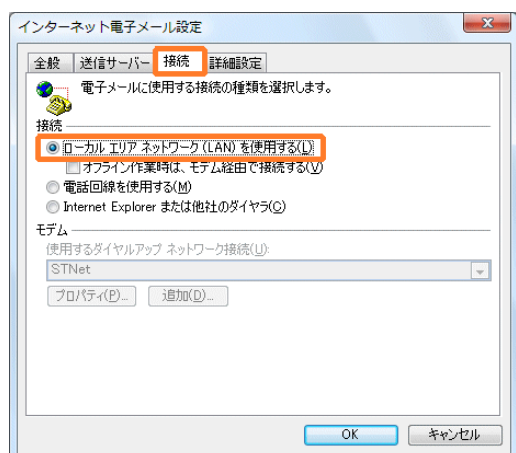 インターネット電子メール設定
全般 送信サーバー 接続 詳細設定
電子メールに使用する接続の種類を選択します。
接続
ローカル エリア ネットワーク (LAN) を使用する(L)
オフライン作業時は、モデム経由で接続する(V)
電話回線を使用する(M)
Internet Explorer または他社のダイヤラ(C)
モデム
使用するダイヤルアップ ネットワーク接続(U):
STNet
プロパティ(P)... 追加(D)...
OK キャンセル